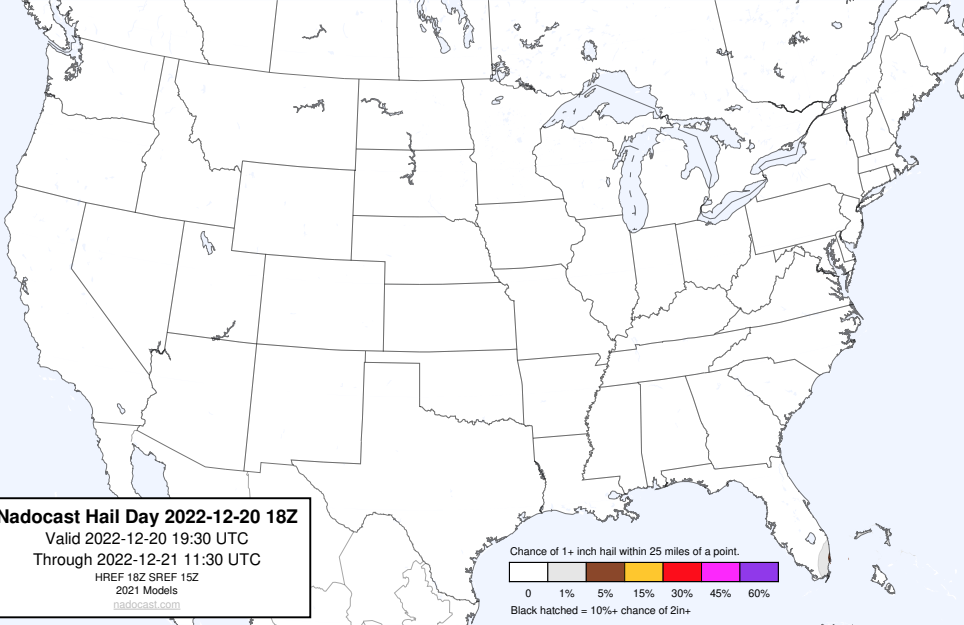 Nadocast Hail Day 2022-12-20 18Z
Valid 2022-12-20 19:30 UTC
Through 2022-12-21 11:30 UTC
HREF 18Z SREF 15Z
2021 Models
nadocast.com
Chance of 1+ inch hail within 25 miles of a point.
0 1% 5% 15% 30% 45% 60%
Black hatched = 10%+ chance of 2in+